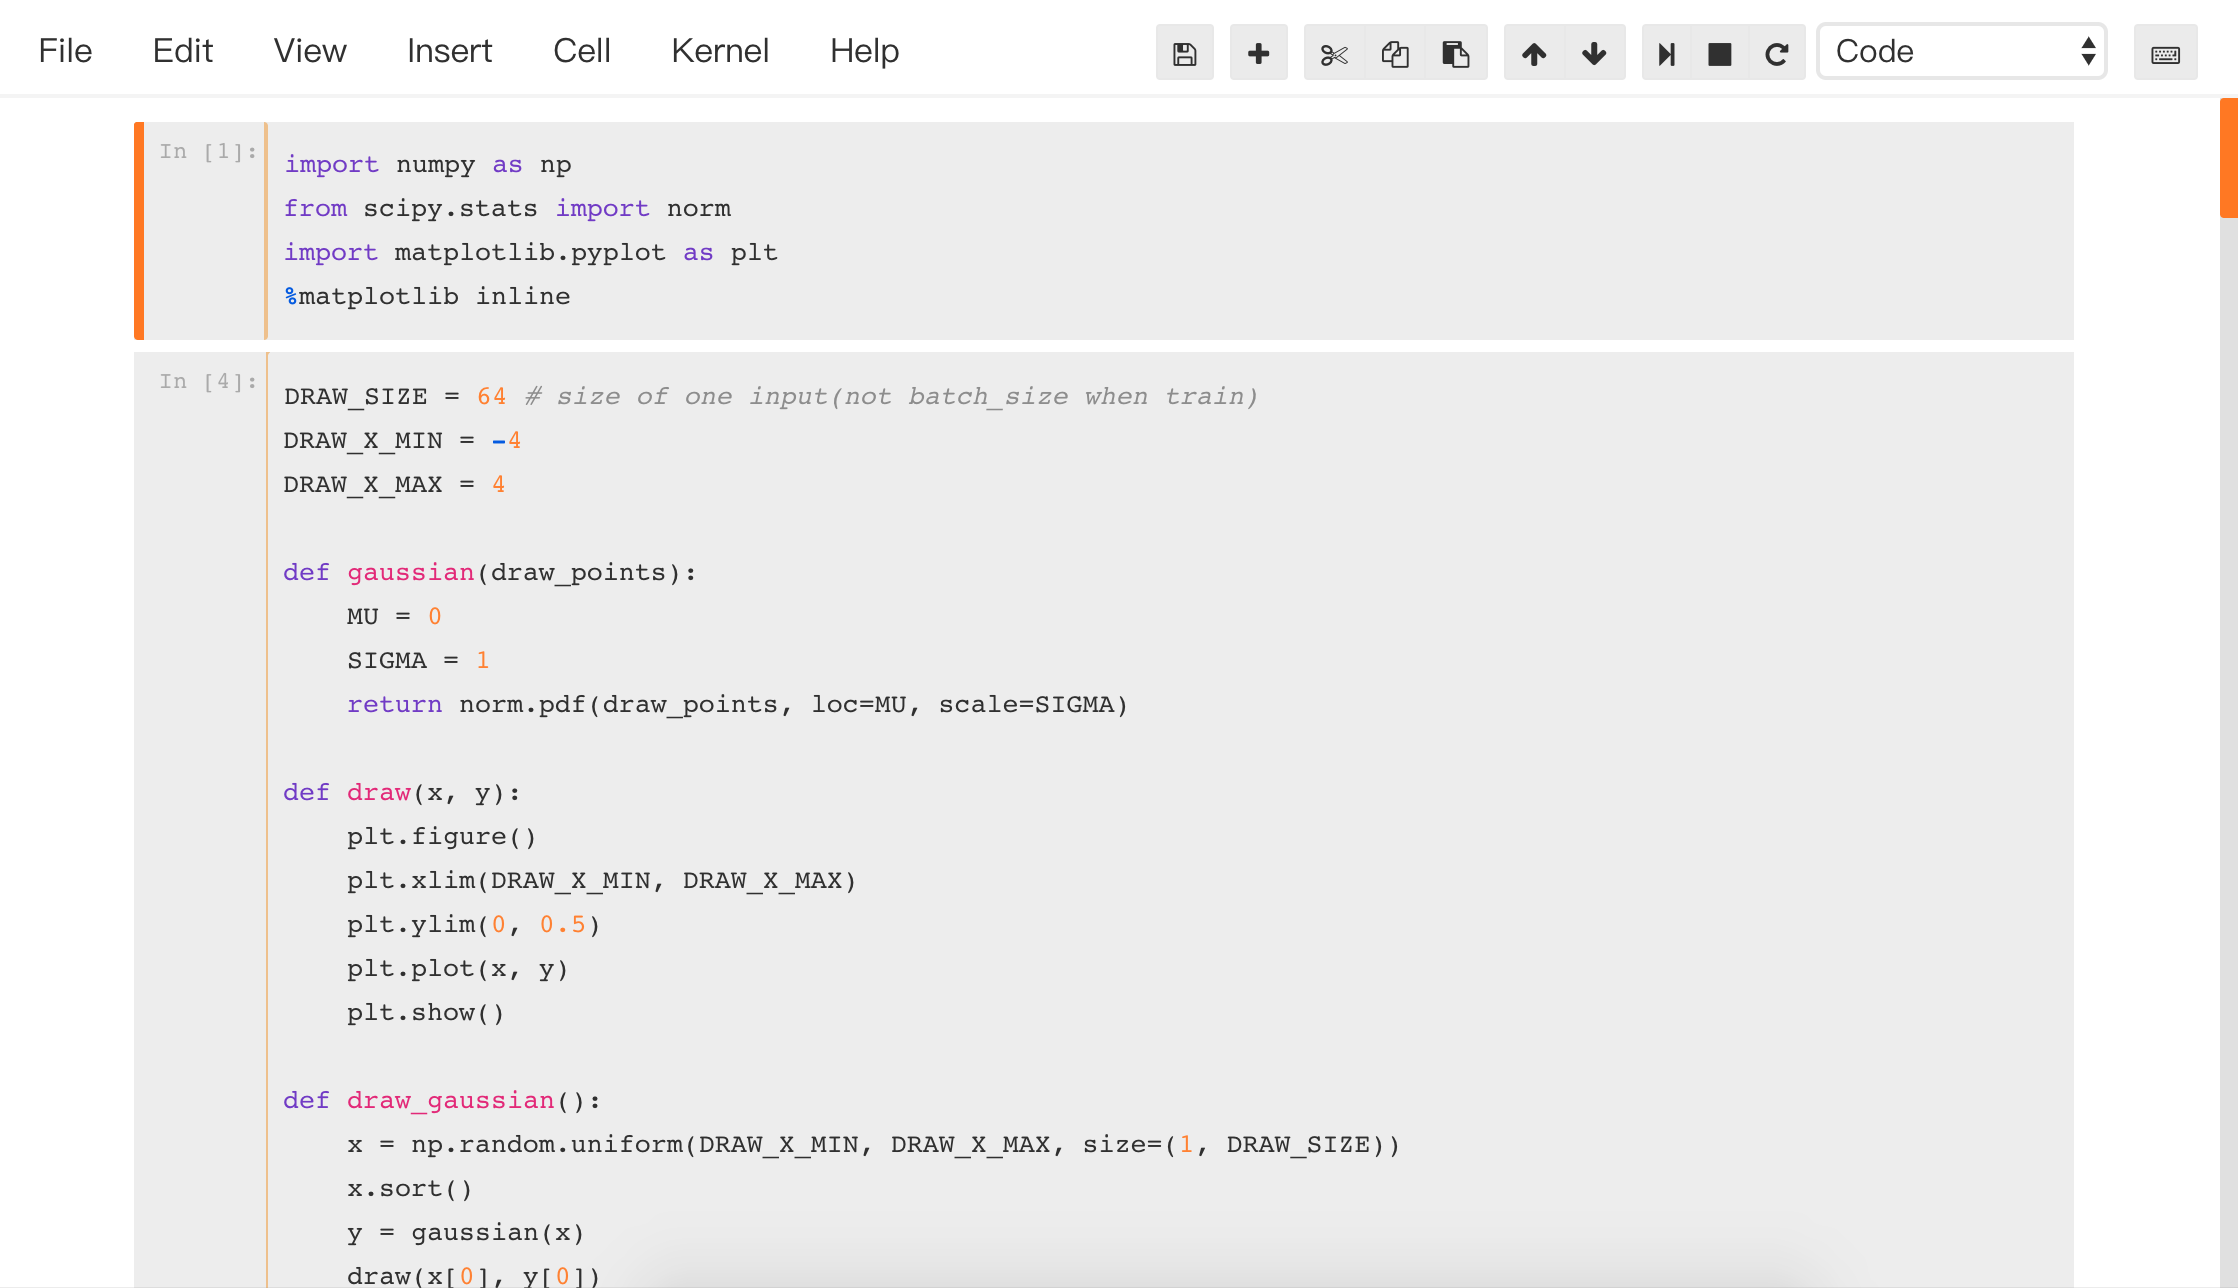 File Edit View Insert Cell Kernel Help Code
In [1]:
import numpy as np
from scipy.stats import norm
import matplotlib.pyplot as plt
%matplotlib inline
In [4]:
DRAW_SIZE = 64 # size of one input(not batch_size when train)
DRAW_X_MIN = -4
DRAW_X_MAX = 4
def gaussian(draw_points):
    MU = 0
    SIGMA = 1
    return norm.pdf(draw_points, loc=MU, scale=SIGMA)
def draw(x, y):
    plt.figure()
    plt.xlim(DRAW_X_MIN, DRAW_X_MAX)
    plt.ylim(0, 0.5)
    plt.plot(x, y)
    plt.show()
def draw_gaussian():
    x = np.random.uniform(DRAW_X_MIN, DRAW_X_MAX, size=(1, DRAW_SIZE))
    x.sort()
    y = gaussian(x)
    draw(x[0], y[0])